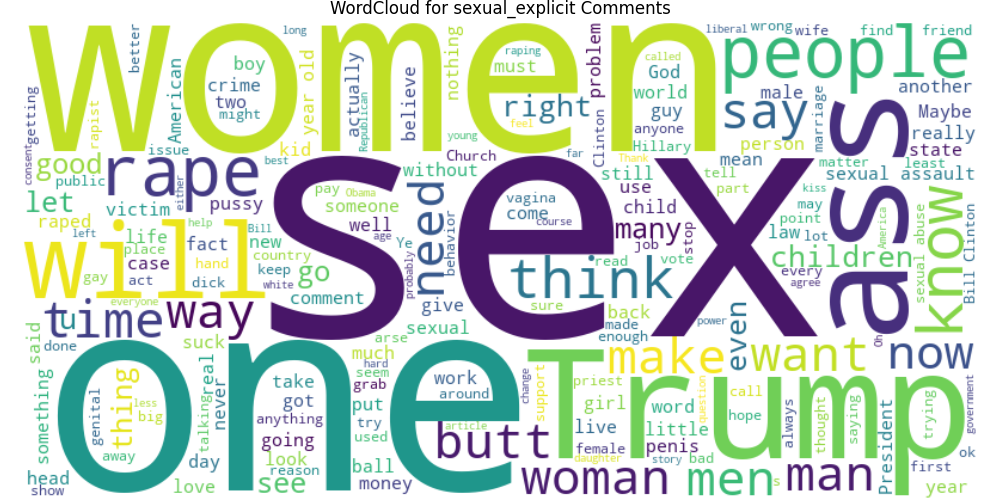 WordCloud for sexual_explicit Comments
women
people
sex
one
Trump
ass
will
rape
think
time
way
need
know
say
right
many
now
want
make
even
butt
woman
men
man
children
better
getting
consent
rapist
crime
two
might
American
boy
kid
year old
long
actually
Republican
believe
nothing
young
raping
must
called
feel
problem
God
world
guy
anyone
Clinton
Hillary
liberal
wrong
wife
find
friend
male
person
marriage
another
Maybe
really
state
least
matter
sexual assault
mean
good
issue
public
either
best
let
victim
pussy
raped
left
help
life
place
case
act
gay
fact
hand
dick
Bill
new
country
keep
white
go
comment
everyone
pay
Obama
someone
well
age
Ye
probably
without
Church
far
behavior
vagina
come
course
give
sure
read
still
use
child
job
stop
vote
Thank
tell
part
kiss
may
point
law
lot
every
agree
America
sexual abuse
Bill Clinton
Oh
u
said
done
suck
sexual
arse
much
hard
seem
grab
back
made
enough
power
something
genital
thing
less
big
away
talking
real
never
take
got
anything
going
look
reason
see
day
love
head
show
put
try
used
ball
money
work
around
article
change
support
priest
girl
live
female
daughter
story
word
little
penis
bad
s
question
call
hope
always
thought
saying
President
trying
government
ok
first
year